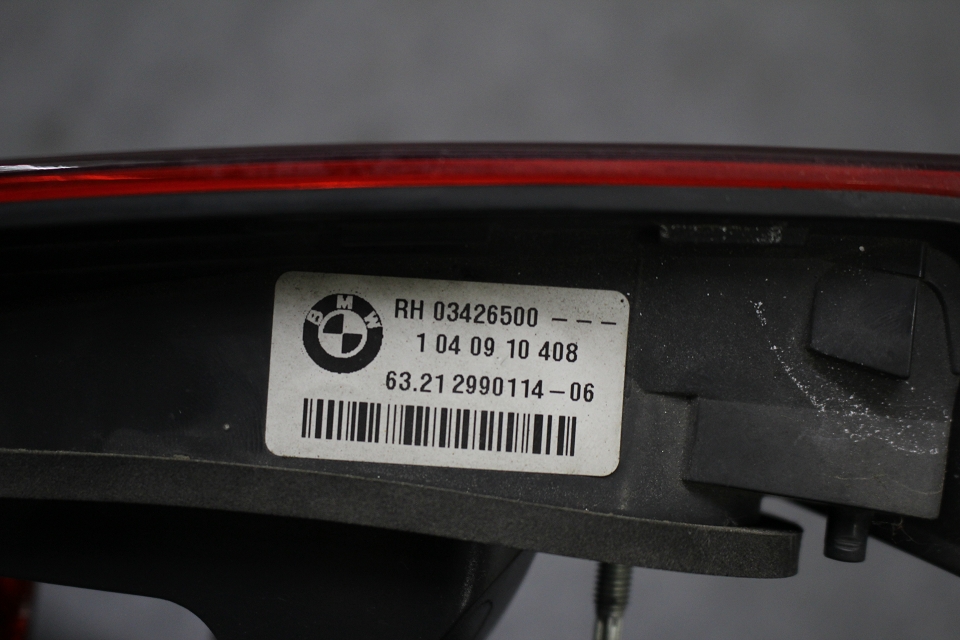 BMW
RH 03426500 ---
1 04 09 10 408
63.21 2990114-06